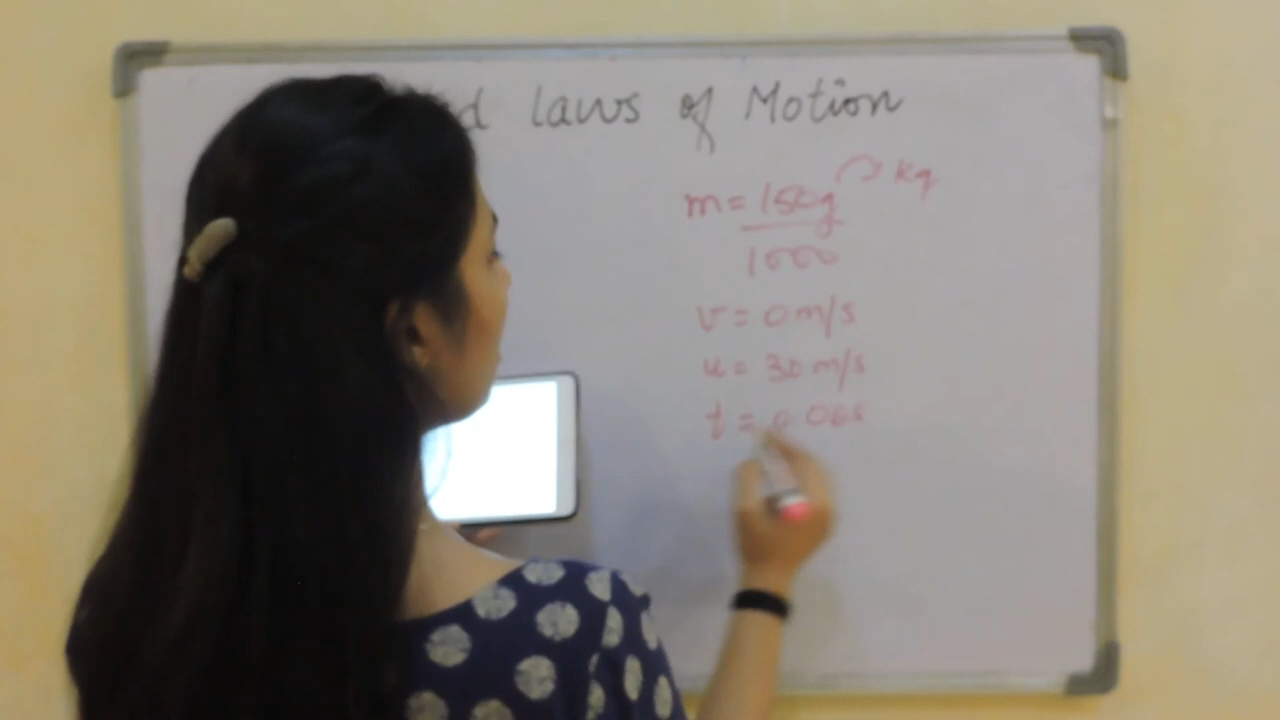 laws of Motion
m = 150g Kg
1000
v = 0 m/s
u = 30 m/s
t = 0.06s